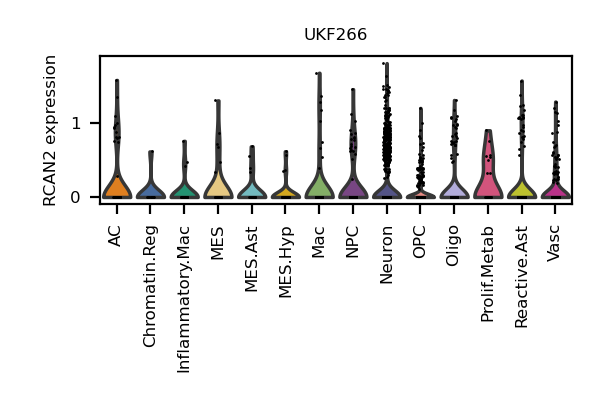 UKF266
RCAN2 expression
1
0
AC
Chromatin.Reg
Inflammatory.Mac
MES
MES.Ast
MES.Hyp
Mac
NPC
Neuron
OPC
Oligo
Prolif.Metab
Reactive.Ast
Vasc